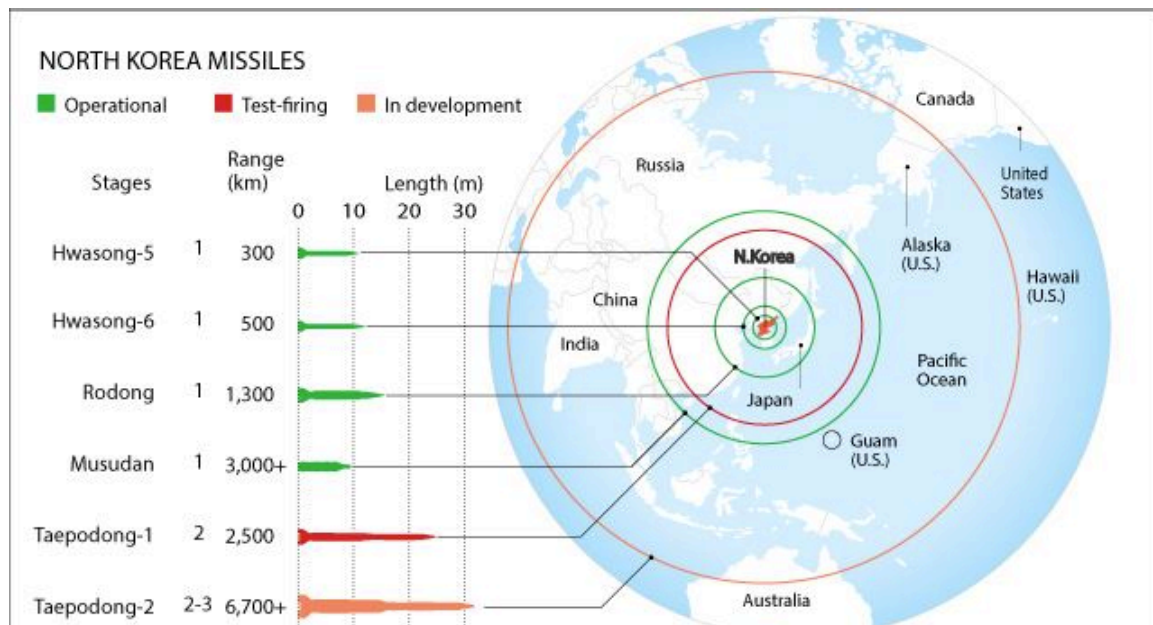 NORTH KOREA MISSILES
Operational Test-firing In development
Stages
Range
(km)
Length (m)
0 10 20 30
Hwasong-5 1 300
Hwasong-6 1 500
Rodong 1 1,300
Musudan 1 3,000+
Taepodong-1 2 2,500
Taepodong-2 2-3 6,700+
Canada
Russia
United
States
Alaska
(U.S.)
N.Korea
Hawaii
(U.S.)
China
India
Pacific
Ocean
Japan
Guam
(U.S.)
Australia